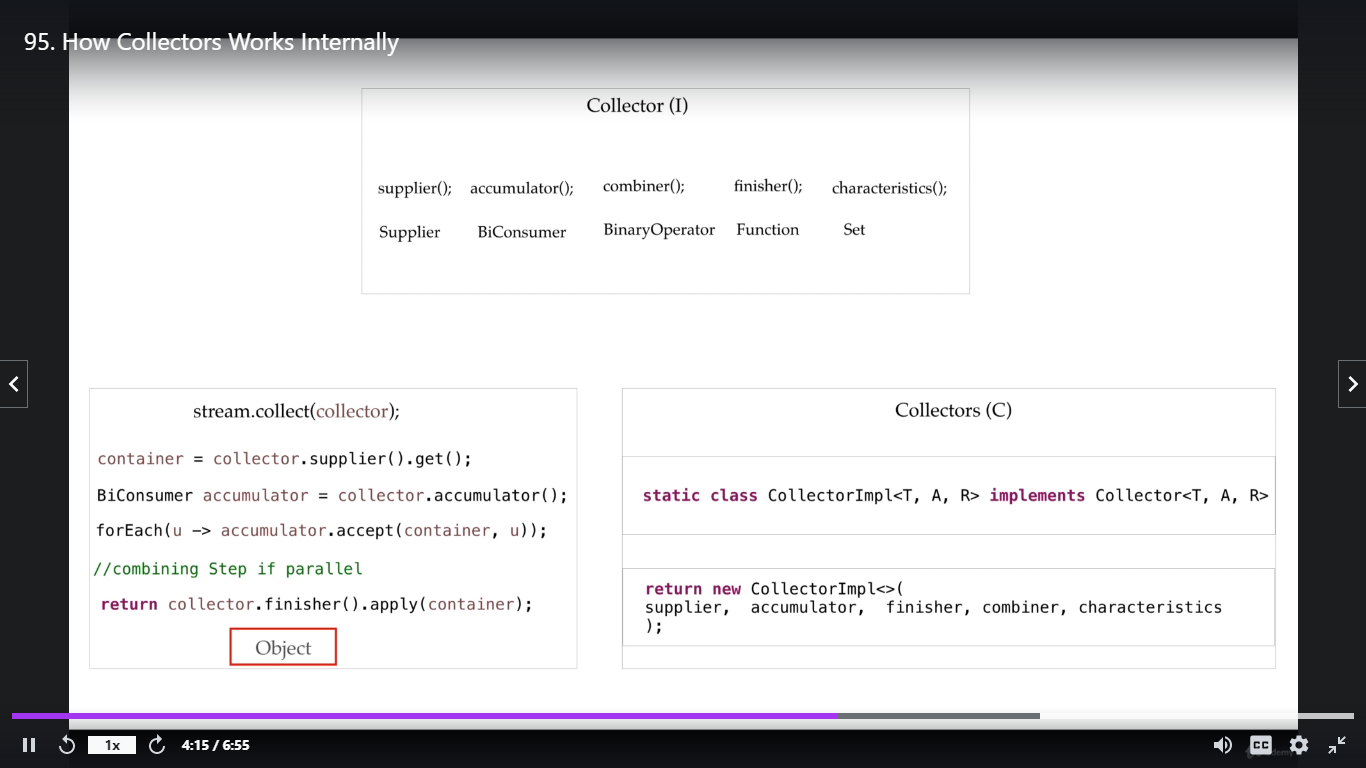 95. How Collectors Works Internally
Collector (I)
supplier(); accumulator(); combiner(); finisher(); characteristics();
Supplier BiConsumer BinaryOperator Function Set
stream.collect(collector);
container = collector.supplier().get();
BiConsumer accumulator = collector.accumulator();
forEach(u -> accumulator.accept(container, u));
//combining Step if parallel
return collector.finisher().apply(container);
Object
Collectors (C)
static class CollectorImpl<T, A, R> implements Collector<T, A, R>
return new CollectorImpl<>(
supplier, accumulator, finisher, combiner, characteristics
);
1x 4:15 / 6:55 CC